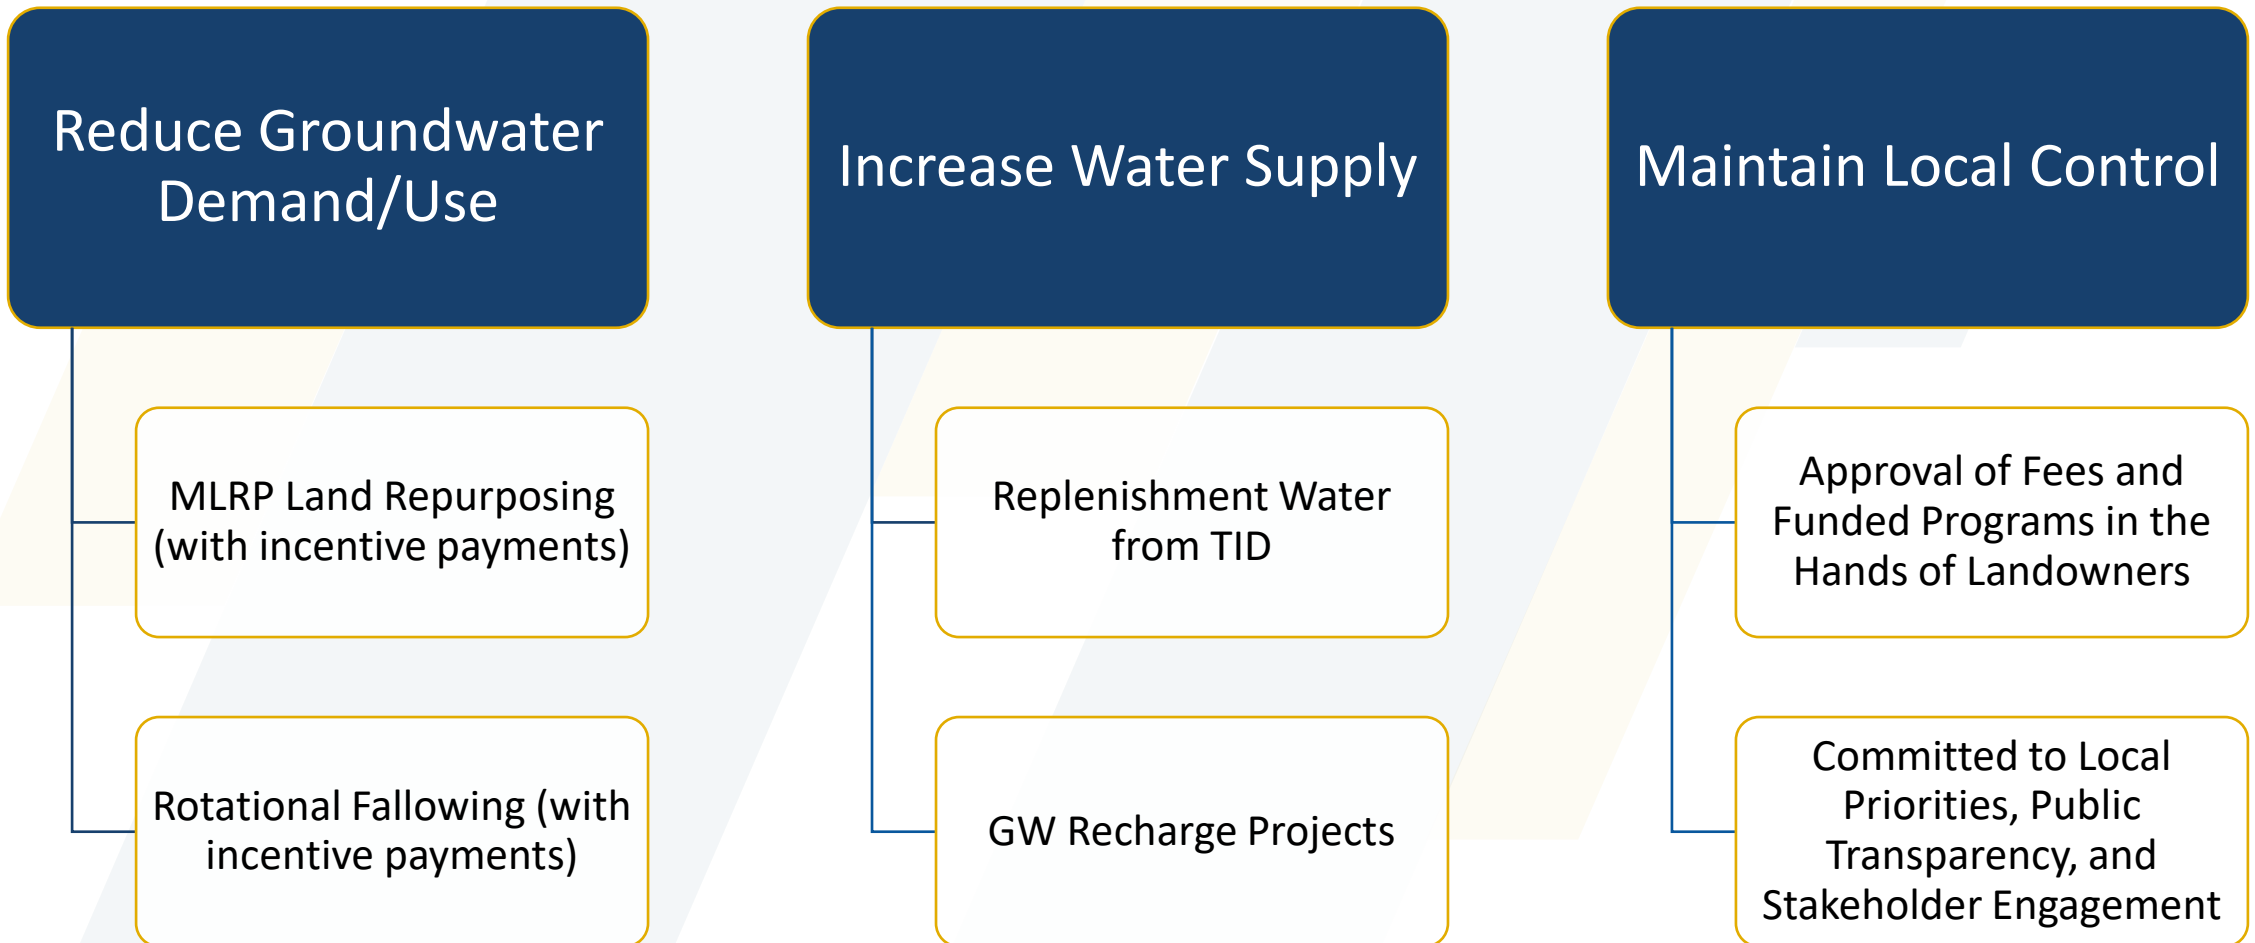 Reduce Groundwater
Demand/Use
MLRP Land Repurposing
(with incentive payments)
Rotational Fallowing (with
incentive payments)
Increase Water Supply
Replenishment Water
from TID
GW Recharge Projects
Maintain Local Control
Approval of Fees and
Funded Programs in the
Hands of Landowners
Committed to Local
Priorities, Public
Transparency, and
Stakeholder Engagement